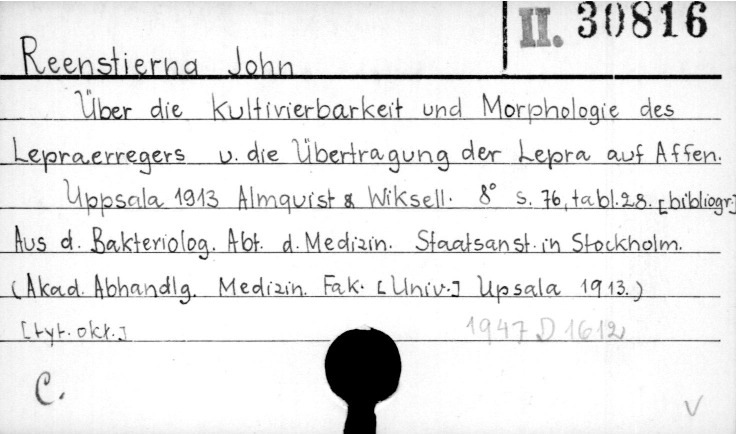 II. 30816
Reenstierna John
Über die Kultivierbarkeit und Morphologie des
Lepraerregers u. die Übertragung der Lepra auf Affen.
Uppsala 1913 Almquist & Wiksell. 8° s. 76, tabl. 28. [bibliogr.]
Aus d. Bakteriolog. Abt. d. Medizin. Staatsanst. in Stockholm.
(Akad. Abhandlg. Medizin. Fak. [Univ.] Upsala 1913.)
[tyt. okł.]
1947 D 1612
C.
V